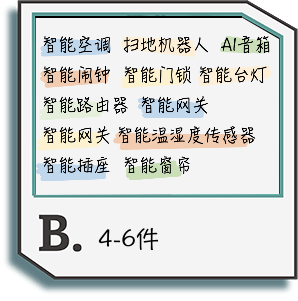 智能空调 扫地机器人 AI音箱
智能闹钟 智能门锁 智能台灯
智能路由器 智能网关
智能网关 智能温湿度传感器
智能插座 智能窗帘
B. 4-6件